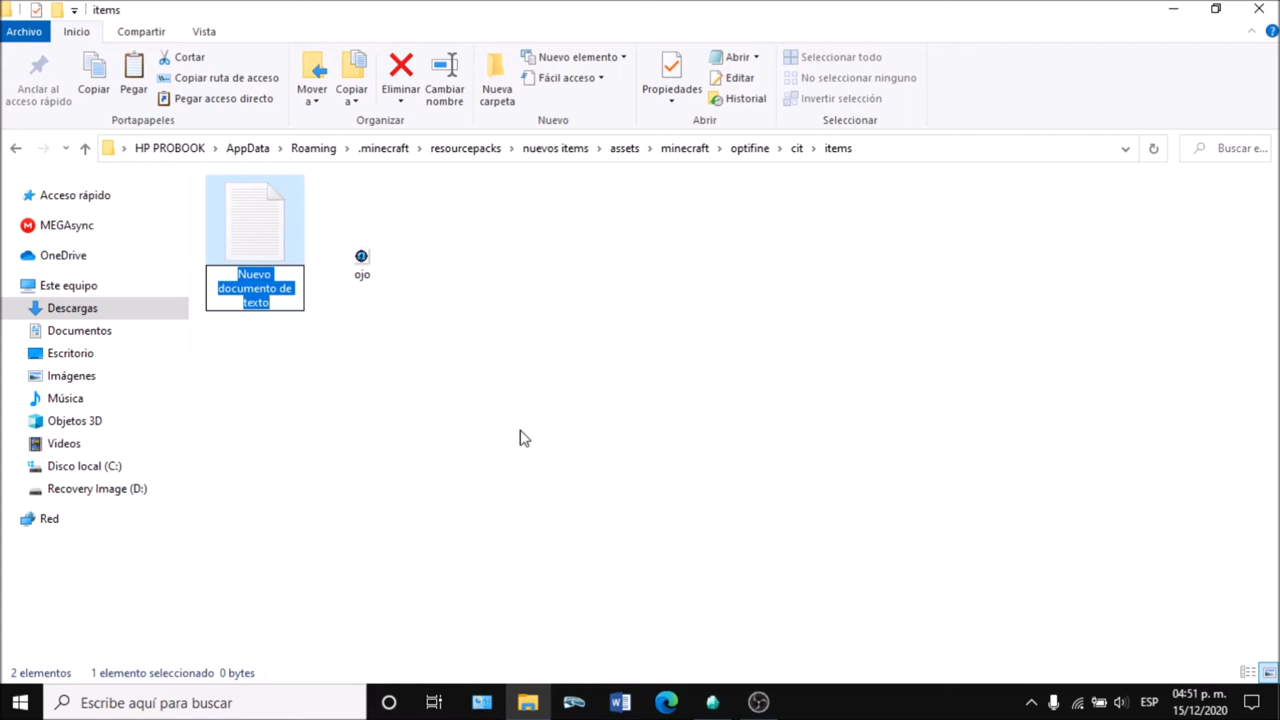 items
Archivo Inicio Compartir Vista
Anclar al
acceso rápido
Copiar
Pegar
Cortar
Copiar ruta de acceso
Pegar acceso directo
Portapapeles
Mover
a
Copiar
a
Eliminar
Cambiar
nombre
Organizar
Nueva
carpeta
Nuevo elemento
Fácil acceso
Nuevo
Propiedades
Abrir
Editar
Historial
Abrir
Seleccionar todo
No seleccionar ninguno
Invertir selección
Seleccionar
HP PROBOOK > AppData > Roaming > .minecraft > resourcepacks > nuevos items > assets > minecraft > optifine > cit > items
Buscar e...
Acceso rápido
MEGAsync
OneDrive
Este equipo
Descargas
Documentos
Escritorio
Imágenes
Música
Objetos 3D
Videos
Disco local (C:)
Recovery Image (D:)
Red
Nuevo
documento de
texto
ojo
2 elementos 1 elemento seleccionado 0 bytes
Escribe aquí para buscar
ESP
04:51 p. m.
15/12/2020